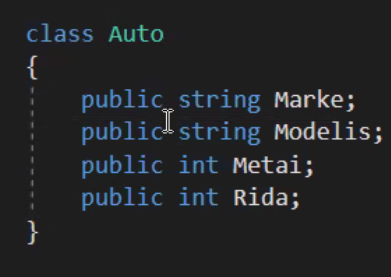 class Auto
{
public string Marke;
public string Modelis;
public int Metai;
public int Rida;
}